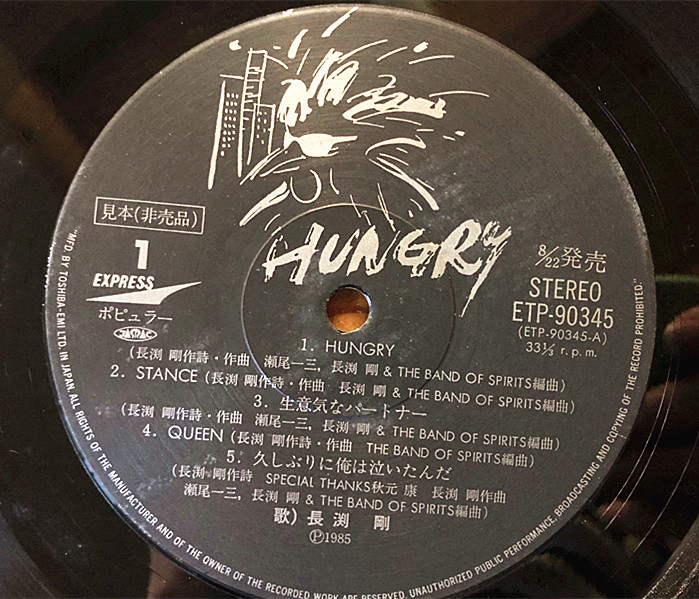 HUNGRY
見本(非売品)
1
EXPRESS
ポピュラー
JASRAC
8/22発売
STEREO
ETP-90345
(ETP-90345-A)
33⅓ r.p.m.
1. HUNGRY
(長渕 剛作詩・作曲 瀬尾一三, 長渕 剛 & THE BAND OF SPIRITS編曲)
2. STANCE (長渕 剛作詩・作曲 長渕 剛 & THE BAND OF SPIRITS編曲)
3. 生意気なパートナー
(長渕 剛作詩・作曲 瀬尾一三, 長渕 剛 & THE BAND OF SPIRITS編曲)
4. QUEEN (長渕 剛作詩・作曲 THE BAND OF SPIRITS編曲)
5. 久しぶりに俺は泣いたんだ
(長渕 剛作詩 SPECIAL THANKS秋元 康 長渕 剛作曲
瀬尾一三, 長渕 剛 & THE BAND OF SPIRITS編曲)
歌) 長渕 剛
Ⓟ1985
"MFD. BY TOSHIBA-EMI LTD. IN JAPAN. ALL RIGHTS OF THE MANUFACTURER AND OF THE OWNER OF THE RECORDED WORK ARE RESERVED. UNAUTHORIZED PUBLIC PERFORMANCE, BROADCASTING AND COPYING OF THE RECORD PROHIBITED."